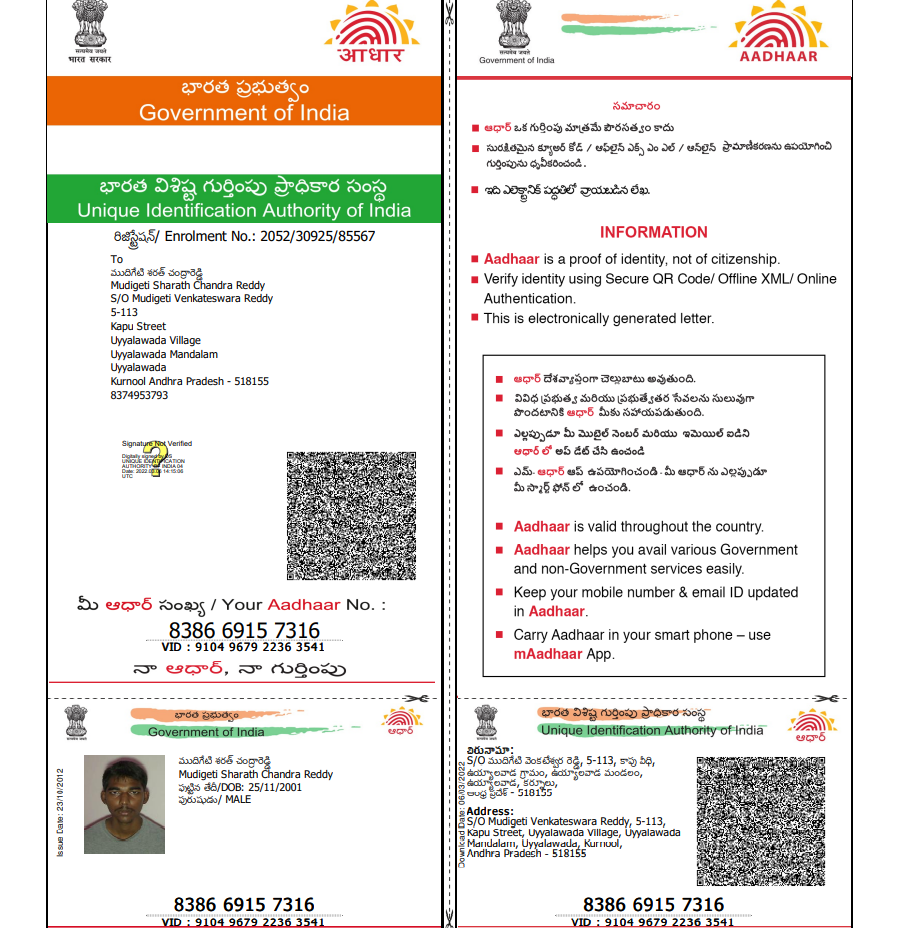 सत्यमेव जयते
भारत सरकार
आधार
భారత ప్రభుత్వం
Government of India
భారత విశిష్ట గుర్తింపు ప్రాధికార సంస్థ
Unique Identification Authority of India
రిజిస్ట్రేషన్/ Enrolment No.: 2052/30925/85567
To
ముదిగేటి శరత్ చంద్రారెడ్డి
Mudigeti Sharath Chandra Reddy
S/O Mudigeti Venkateswara Reddy
5-113
Kapu Street
Uyyalawada Village
Uyyalawada Mandalam
Uyyalawada
Kurnool Andhra Pradesh - 518155
8374953793
Signature Not Verified
Digitally signed by DS
UNIQUE IDENTIFICATION
AUTHORITY OF INDIA 04
UTC
మీ ఆధార్ సంఖ్య / Your Aadhaar No. :
8386 6915 7316
VID : 9104 9679 2236 3541
నా ఆధార్, నా గుర్తింపు
భారత ప్రభుత్వం
Government of India
ఆధార్
Issue Date: 23/10/2012
ముదిగేటి శరత్ చంద్రారెడ్డి
Mudigeti Sharath Chandra Reddy
పుట్టిన తేదీ/DOB: 25/11/2001
పురుషుడు/ MALE
8386 6915 7316
VID : 9104 9679 2236 3541
सत्यमेव जयते
Government of India
AADHAAR
సమాచారం
ఆధార్ ఒక గుర్తింపు మాత్రమే పౌరసత్వం కాదు
సురక్షితమైన క్యూఆర్ కోడ్ / ఆఫ్‌లైన్ ఎక్స్ ఎం ఎల్ / ఆన్‌లైన్ ప్రామాణీకరణను ఉపయోగించి
గుర్తింపును ధృవీకరించండి.
ఇది ఎలెక్ట్రానిక్ పద్ధతిలో వ్రాయబడిన లేఖ.
INFORMATION
Aadhaar is a proof of identity, not of citizenship.
Verify identity using Secure QR Code/ Offline XML/ Online
Authentication.
This is electronically generated letter.
ఆధార్ దేశవ్యాప్తంగా చెల్లుబాటు అవుతుంది.
వివిధ ప్రభుత్వ మరియు ప్రభుత్వేతర సేవలను సులువుగా
పొందటానికి ఆధార్ మీకు సహాయపడుతుంది.
ఎల్లప్పుడూ మీ మొబైల్ నెంబర్ మరియు ఇమెయిల్ ఐడిని
ఆధార్ లో అప్ డేట్ చేసి ఉంచండి
ఎమ్- ఆధార్ ఆప్ ఉపయోగించండి - మీ ఆధార్ ను ఎల్లప్పుడూ
మీ స్మార్ట్ ఫోన్ లో ఉంచండి.
Aadhaar is valid throughout the country.
Aadhaar helps you avail various Government
and non-Government services easily.
Keep your mobile number & email ID updated
in Aadhaar.
Carry Aadhaar in your smart phone – use
mAadhaar App.
భారత విశిష్ట గుర్తింపు ప్రాధికార సంస్థ
Unique Identification Authority of India
ఆధార్
Download Date: 06/03/2022
చిరునామా:
S/O ముదిగేటి వెంకటేశ్వర రెడ్డి, 5-113, కాపు వీధి,
ఉయ్యాలవాడ గ్రామం, ఉయ్యాలవాడ మండలం,
ఉయ్యాలవాడ, కర్నూలు,
ఆంధ్ర ప్రదేశ్ - 518155
Address:
S/O Mudigeti Venkateswara Reddy, 5-113,
Kapu Street, Uyyalawada Village, Uyyalawada
Mandalam, Uyyalawada, Kurnool,
Andhra Pradesh - 518155
8386 6915 7316
VID : 9104 9679 2236 3541